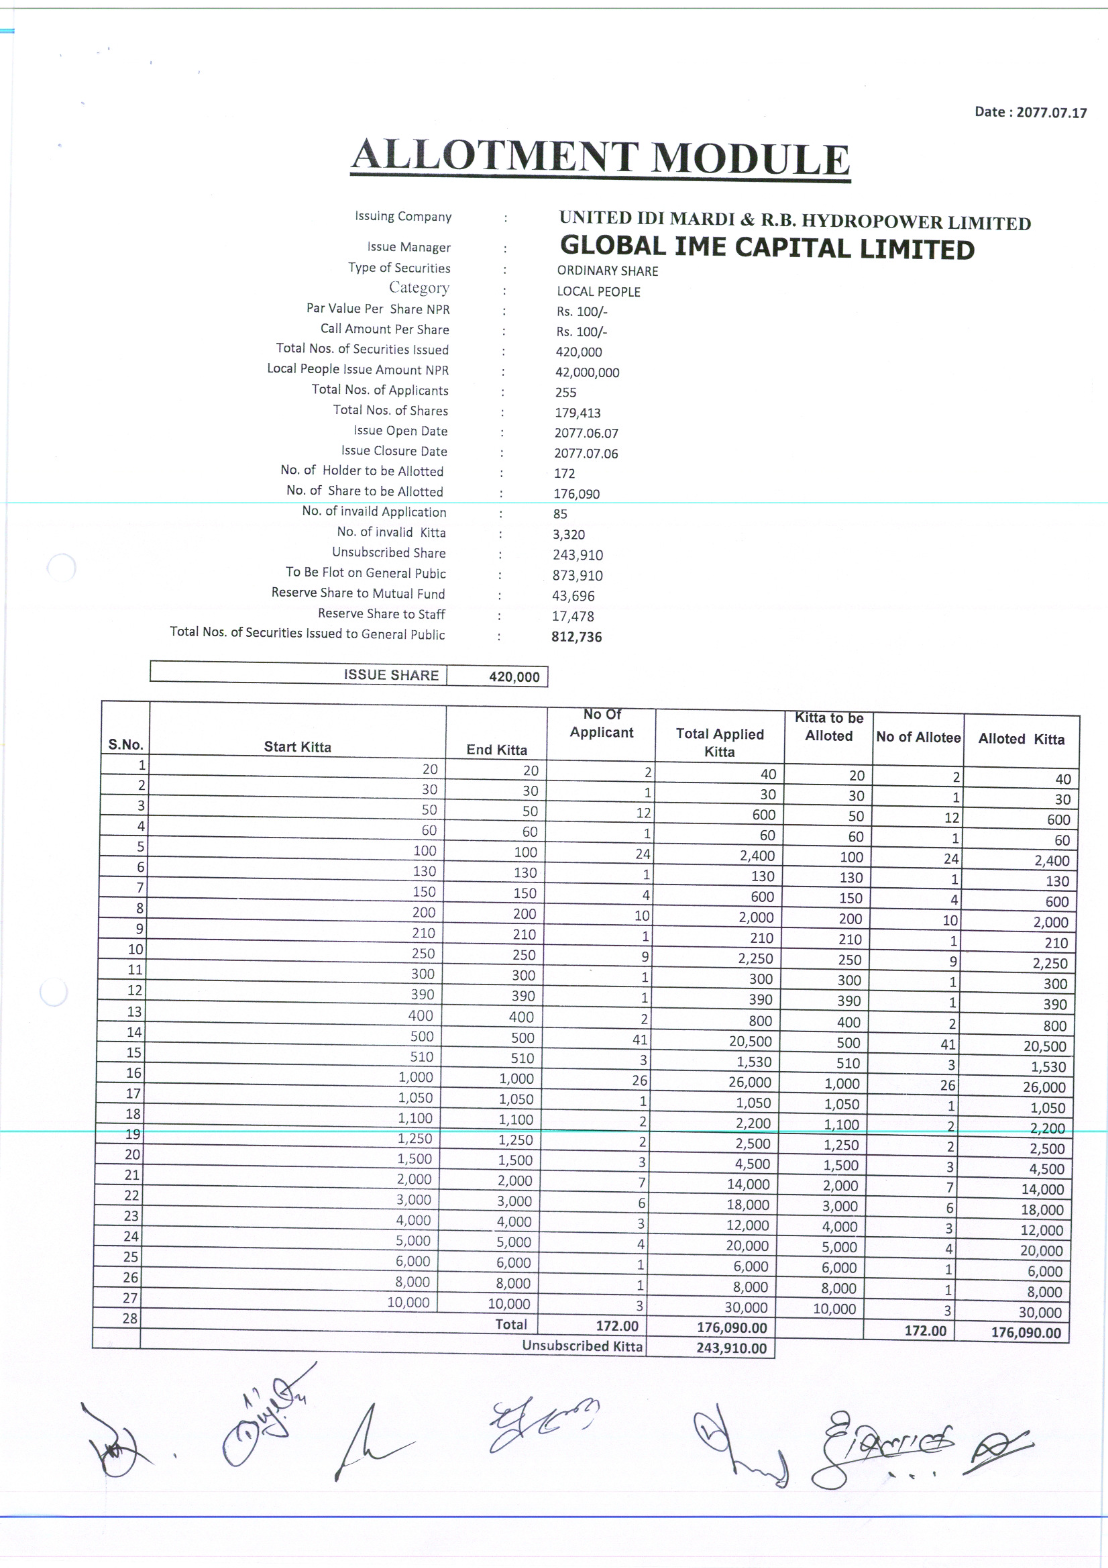 Date : 2077.07.17
ALLOTMENT MODULE
Issuing Company : UNITED IDI MARDI & R.B. HYDROPOWER LIMITED
Issue Manager : GLOBAL IME CAPITAL LIMITED
Type of Securities : ORDINARY SHARE
Category : LOCAL PEOPLE
Par Value Per Share NPR : Rs. 100/-
Call Amount Per Share : Rs. 100/-
Total Nos. of Securities Issued : 420,000
Local People Issue Amount NPR : 42,000,000
Total Nos. of Applicants : 255
Total Nos. of Shares : 179,413
Issue Open Date : 2077.06.07
Issue Closure Date : 2077.07.06
No. of Holder to be Allotted : 172
No. of Share to be Allotted : 176,090
No. of invaild Application : 85
No. of invalid Kitta : 3,320
Unsubscribed Share : 243,910
To Be Flot on General Pubic : 873,910
Reserve Share to Mutual Fund : 43,696
Reserve Share to Staff : 17,478
Total Nos. of Securities Issued to General Public : 812,736
ISSUE SHARE 420,000
S.No. Start Kitta End Kitta No Of Applicant Total Applied Kitta Kitta to be Alloted No of Allotee Alloted Kitta
1 20 20 2 40 20 2 40
2 30 30 1 30 30 1 30
3 50 50 12 600 50 12 600
4 60 60 1 60 60 1 60
5 100 100 24 2,400 100 24 2,400
6 130 130 1 130 130 1 130
7 150 150 4 600 150 4 600
8 200 200 10 2,000 200 10 2,000
9 210 210 1 210 210 1 210
10 250 250 9 2,250 250 9 2,250
11 300 300 1 300 300 1 300
12 390 390 1 390 390 1 390
13 400 400 2 800 400 2 800
14 500 500 41 20,500 500 41 20,500
15 510 510 3 1,530 510 3 1,530
16 1,000 1,000 26 26,000 1,000 26 26,000
17 1,050 1,050 1 1,050 1,050 1 1,050
18 1,100 1,100 2 2,200 1,100 2 2,200
19 1,250 1,250 2 2,500 1,250 2 2,500
20 1,500 1,500 3 4,500 1,500 3 4,500
21 2,000 2,000 7 14,000 2,000 7 14,000
22 3,000 3,000 6 18,000 3,000 6 18,000
23 4,000 4,000 3 12,000 4,000 3 12,000
24 5,000 5,000 4 20,000 5,000 4 20,000
25 6,000 6,000 1 6,000 6,000 1 6,000
26 8,000 8,000 1 8,000 8,000 1 8,000
27 10,000 10,000 3 30,000 10,000 3 30,000
28 Total 172.00 176,090.00 172.00 176,090.00
Unsubscribed Kitta 243,910.00